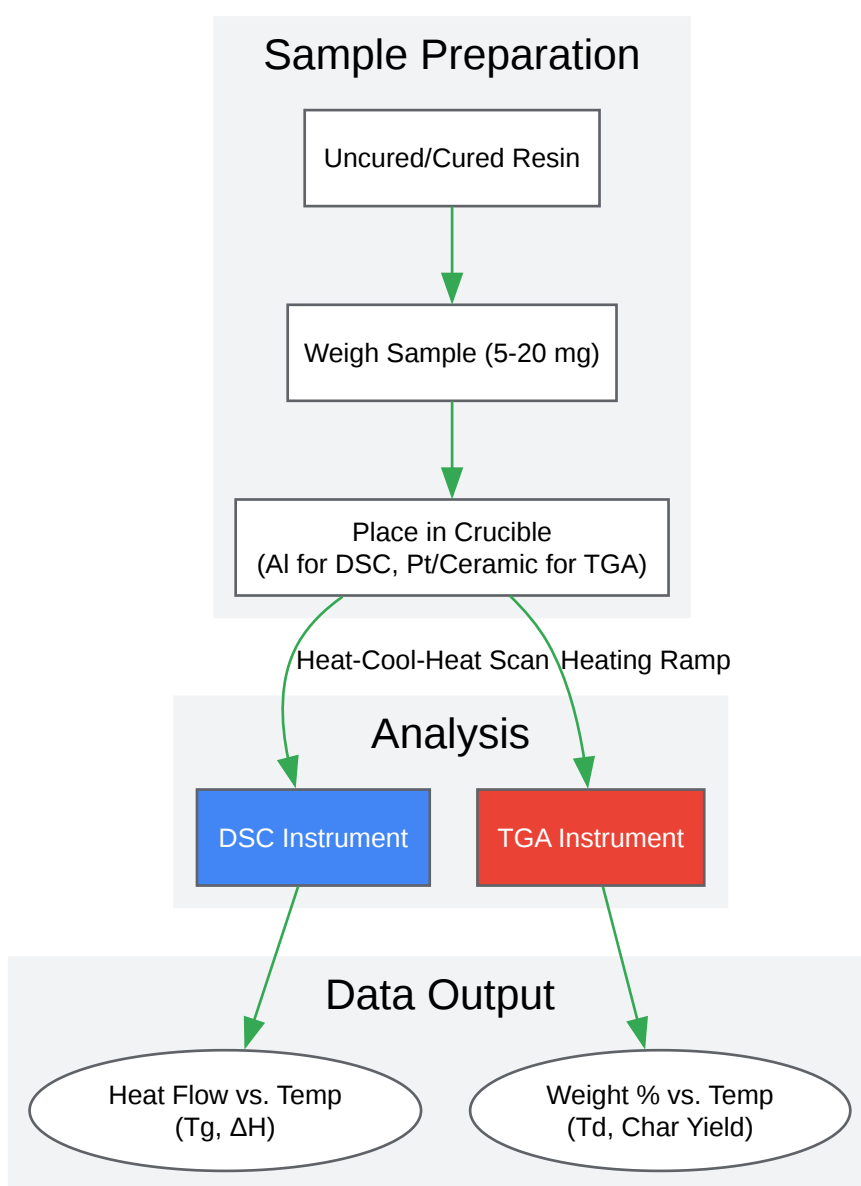 Sample Preparation
Uncured/Cured Resin
Weigh Sample (5-20 mg)
Place in Crucible
(Al for DSC, Pt/Ceramic for TGA)
Heat-Cool-Heat Scan
Heating Ramp
Analysis
DSC Instrument
TGA Instrument
Data Output
Heat Flow vs. Temp
(Tg, ΔH)
Weight % vs. Temp
(Td, Char Yield)